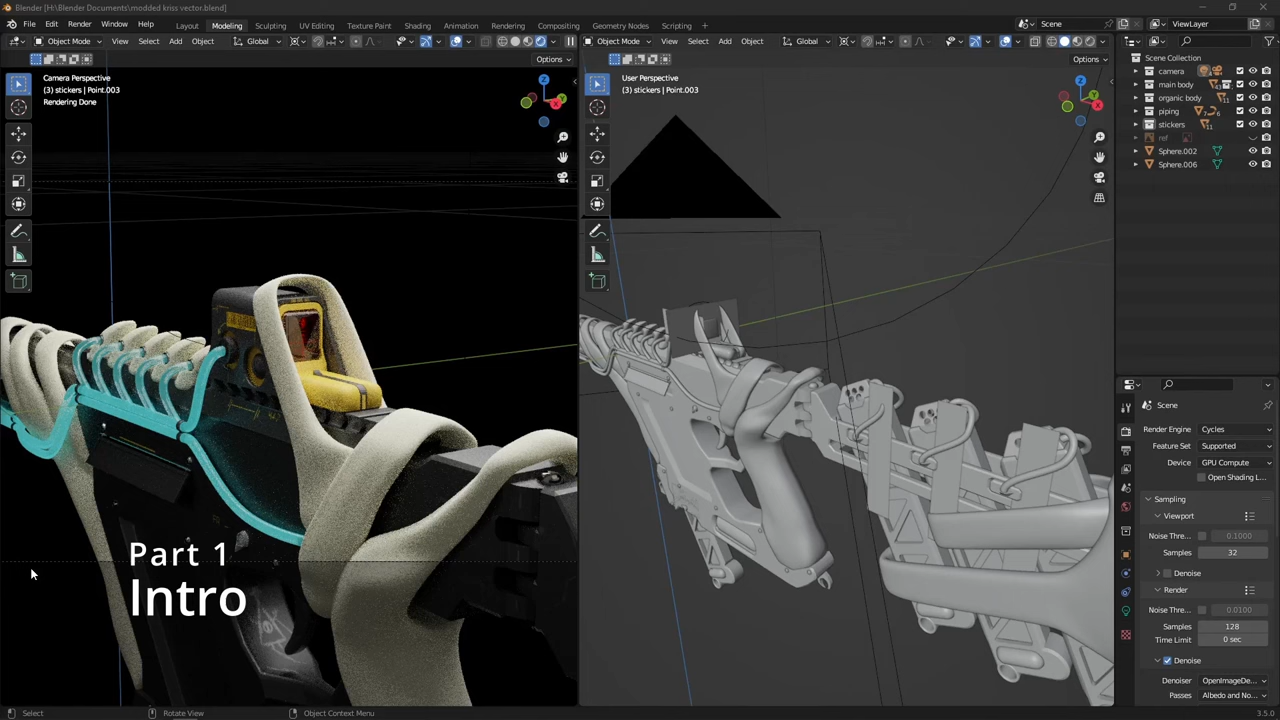 Blender [H:\Blender Documents\modded kriss vector.blend]
File Edit Render Window Help Layout Modeling Sculpting UV Editing Texture Paint Shading Animation Rendering Compositing Geometry Nodes Scripting + Scene ViewLayer
Object Mode View Select Add Object Global
Object Mode View Select Add Object Global
Options
Options
Camera Perspective
(3) stickers | Point.003
Rendering Done
User Perspective
(3) stickers | Point.003
Z
Y
X
Z
Y
X
Scene Collection
camera
main body
organic body
piping
stickers
ref
Sphere.002
Sphere.006
Part 1
Intro
Scene
Render Engine Cycles
Feature Set Supported
Device GPU Compute
Open Shading L...
Sampling
Viewport
Noise Thre... 0.1000
Samples 32
Denoise
Render
Noise Thre... 0.0100
Samples 128
Time Limit 0 sec
Denoise
Denoiser OpenImageDe...
Passes Albedo and No...
Select Rotate View Object Context Menu 3.5.0